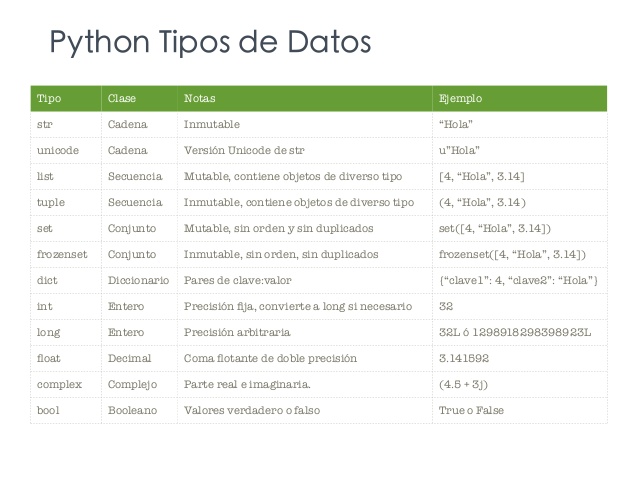 Python Tipos de Datos
Tipo Clase Notas Ejemplo
str Cadena Inmutable “Hola”
unicode Cadena Versión Unicode de str u”Hola”
list Secuencia Mutable, contiene objetos de diverso tipo [4, “Hola”, 3.14]
tuple Secuencia Inmutable, contiene objetos de diverso tipo (4, “Hola”, 3.14)
set Conjunto Mutable, sin orden y sin duplicados set([4, “Hola”, 3.14])
frozenset Conjunto Inmutable, sin orden, sin duplicados frozenset([4, “Hola”, 3.14])
dict Diccionario Pares de clave:valor {“clave1”: 4, “clave2”: “Hola”}
int Entero Precisión fija, convierte a long si necesario 32
long Entero Precisión arbitraria 32L ó 1298918298398923L
float Decimal Coma flotante de doble precisión 3.141592
complex Complejo Parte real e imaginaria. (4.5 + 3j)
bool Booleano Valores verdadero o falso True o False